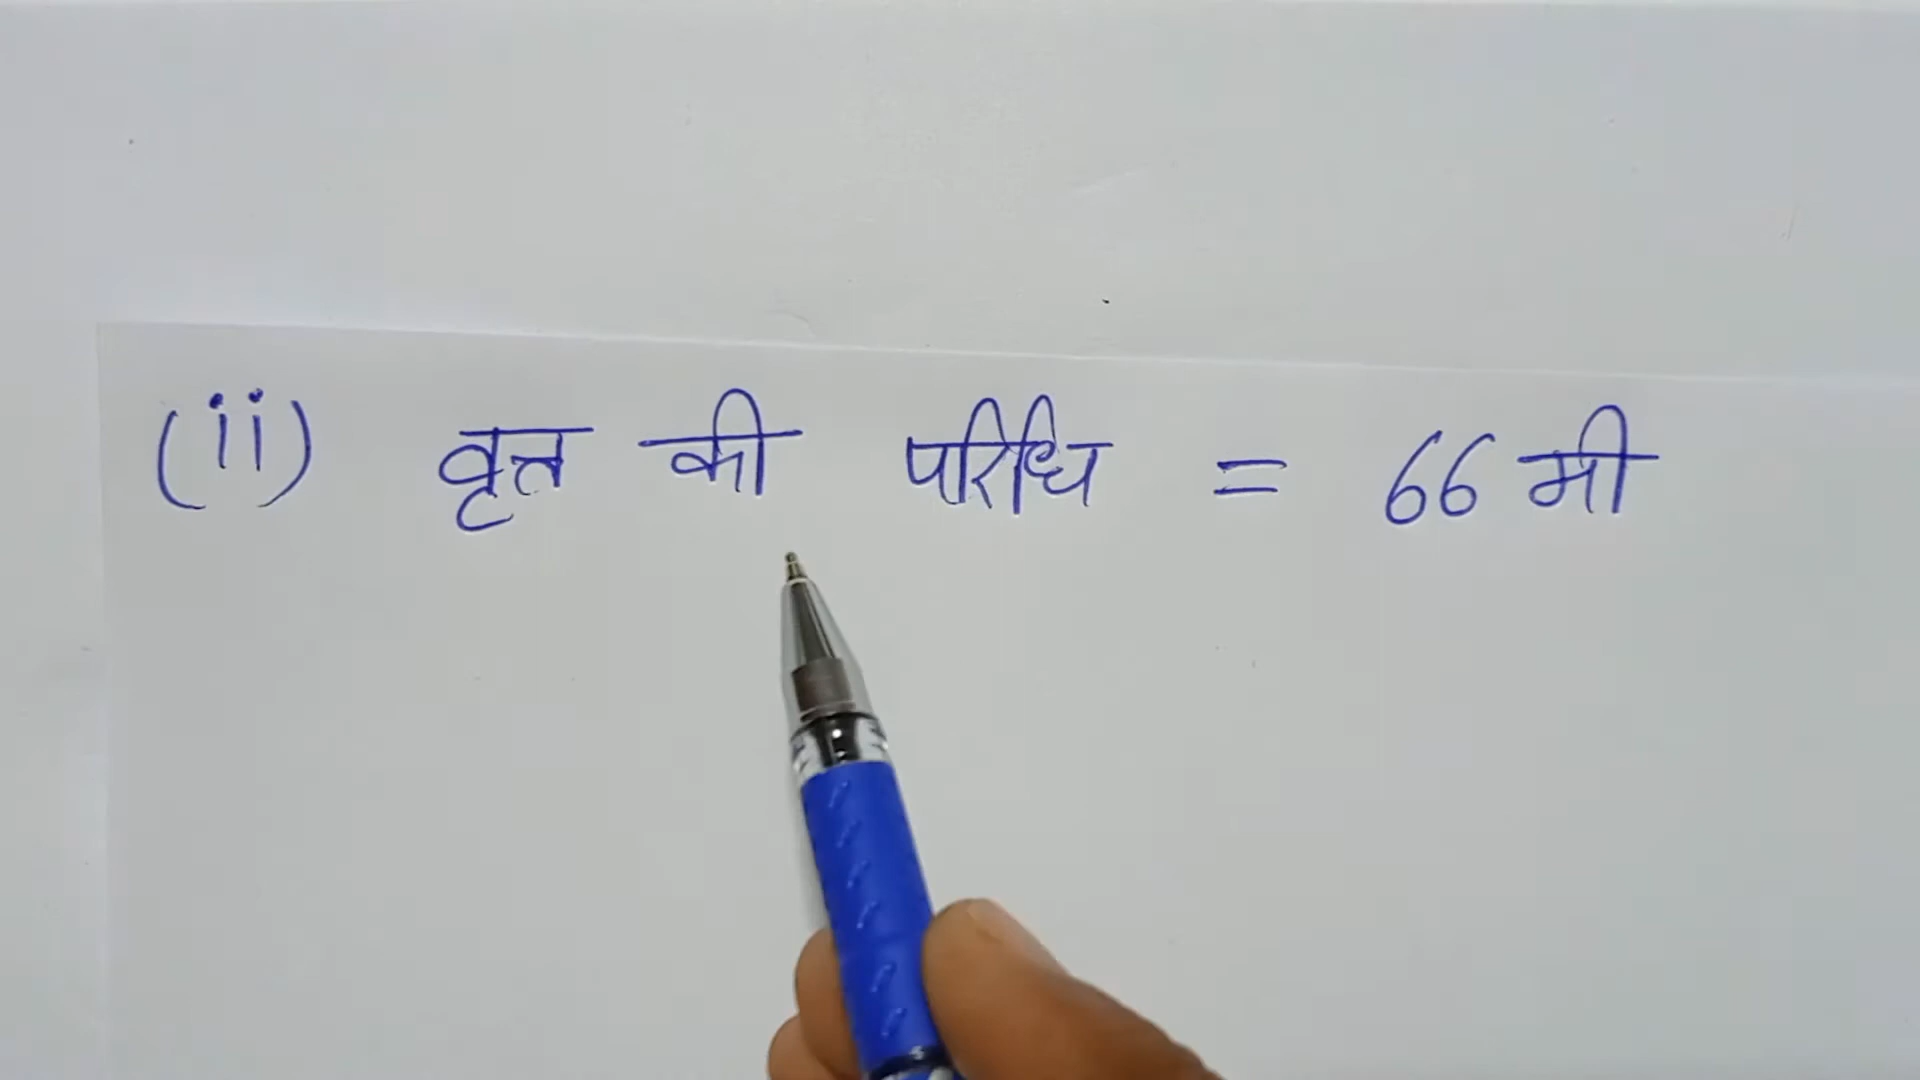 (ii) वृत्त की परिधि = 66 मी